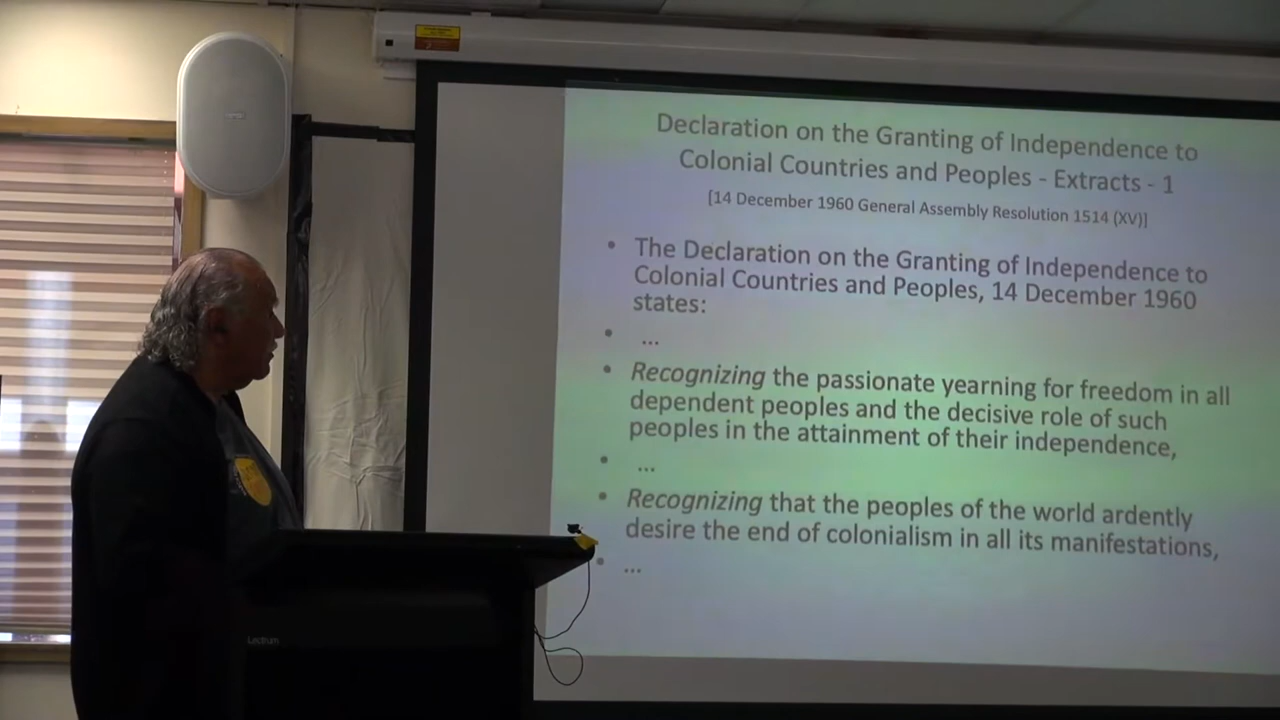 Declaration on the Granting of Independence to
Colonial Countries and Peoples - Extracts - 1
[14 December 1960 General Assembly Resolution 1514 (XV)]
• The Declaration on the Granting of Independence to
Colonial Countries and Peoples, 14 December 1960
states:
• ...
• Recognizing the passionate yearning for freedom in all
dependent peoples and the decisive role of such
peoples in the attainment of their independence,
• ...
• Recognizing that the peoples of the world ardently
desire the end of colonialism in all its manifestations,
• ...
Lectrum